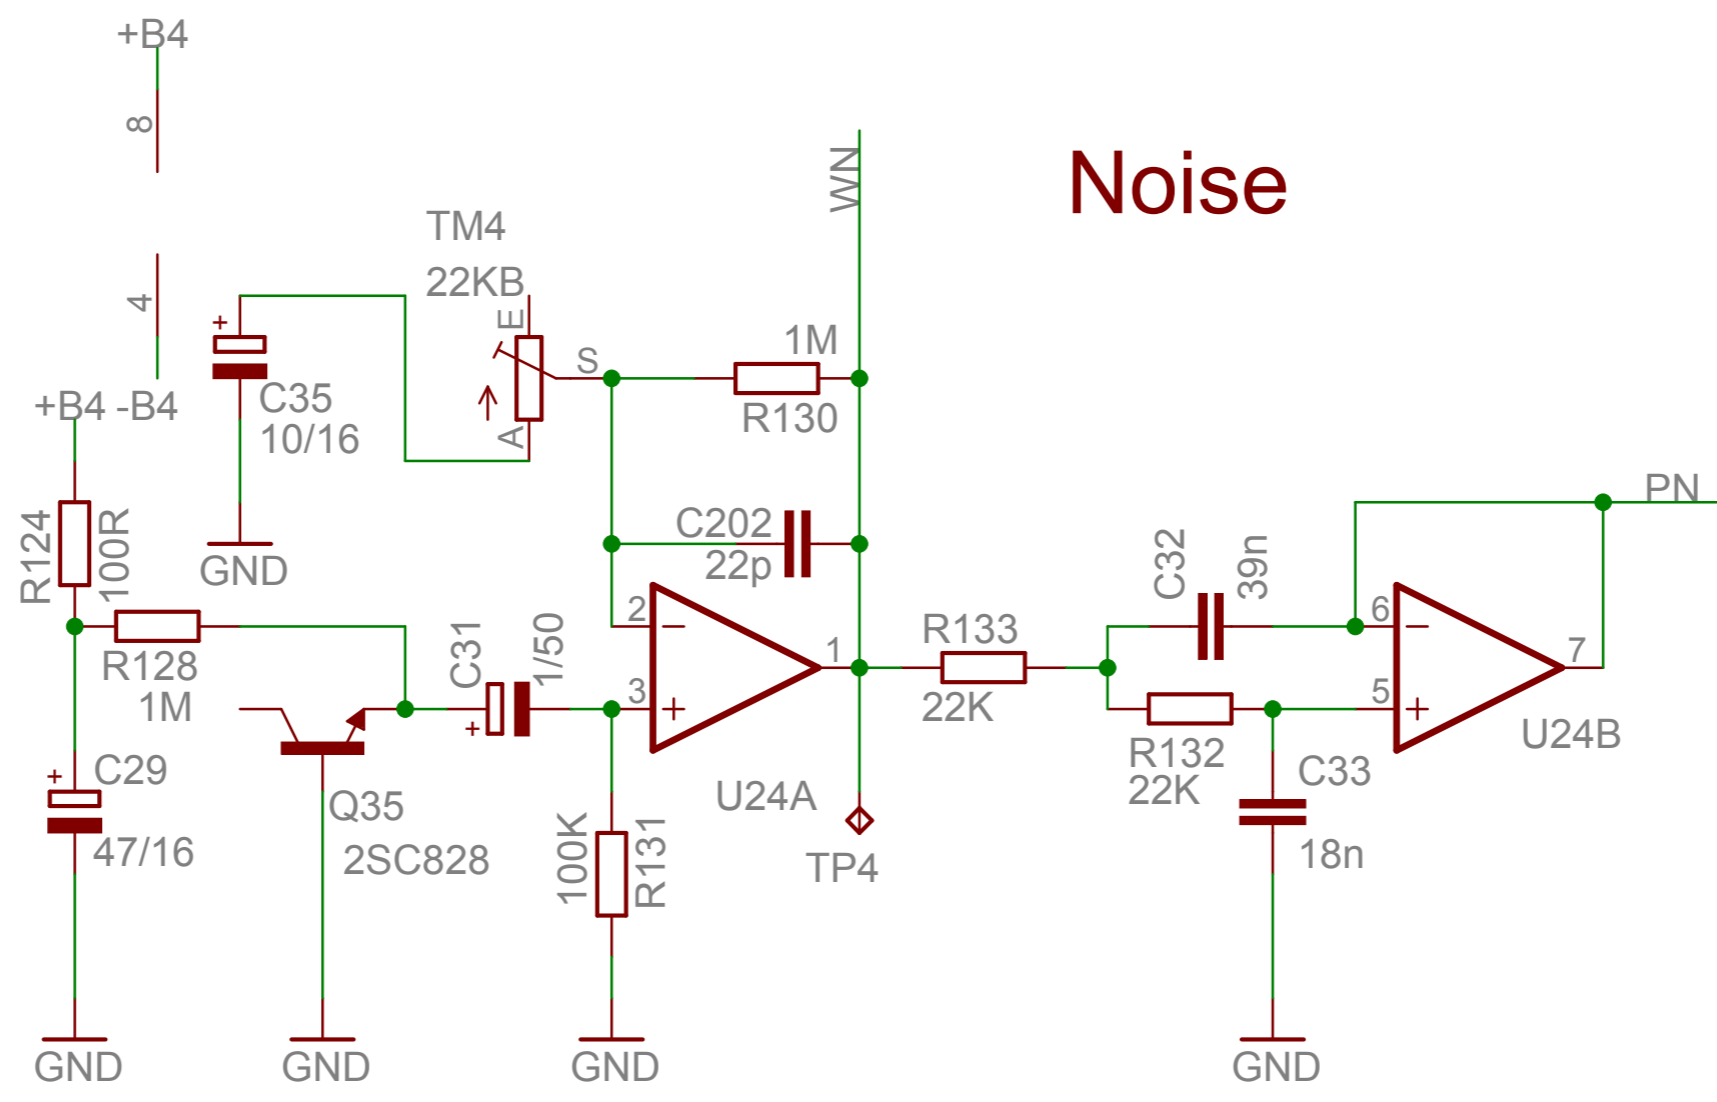 +B4
8
4
+B4
-B4
Noise
WN
TM4
22KB
E
S
A
+
C35
10/16
GND
1M
R130
C202
22p
R124
100R
R128
1M
C31
1/50
+
2
3
1
U24A
TP4
+
C29
47/16
GND
Q35
2SC828
GND
100K
R131
GND
R133
22K
C32
39n
R132
22K
C33
18n
GND
6
5
7
U24B
PN